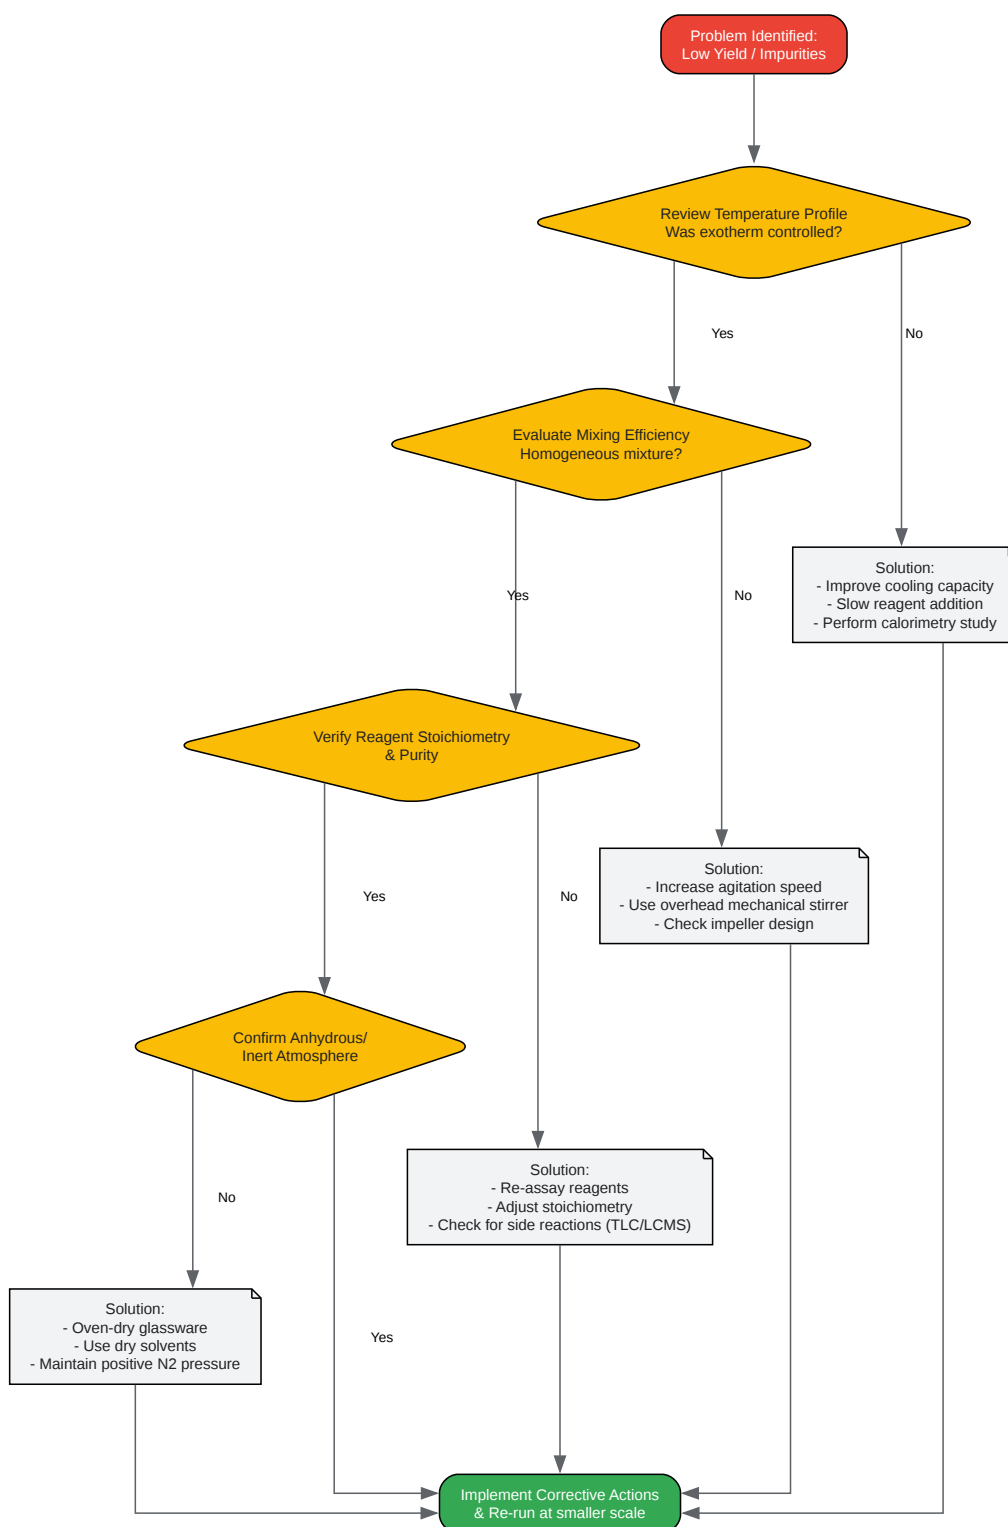 Problem Identified:
Low Yield / Impurities
Review Temperature Profile
Was exotherm controlled?
Yes
No
Evaluate Mixing Efficiency
Homogeneous mixture?
Solution:
- Improve cooling capacity
- Slow reagent addition
- Perform calorimetry study
Yes
No
Verify Reagent Stoichiometry
& Purity
Yes
No
Solution:
- Increase agitation speed
- Use overhead mechanical stirrer
- Check impeller design
Confirm Anhydrous/
Inert Atmosphere
No
Solution:
- Re-assay reagents
- Adjust stoichiometry
- Check for side reactions (TLC/LCMS)
Solution:
- Oven-dry glassware
- Use dry solvents
- Maintain positive N2 pressure
Yes
Implement Corrective Actions
& Re-run at smaller scale